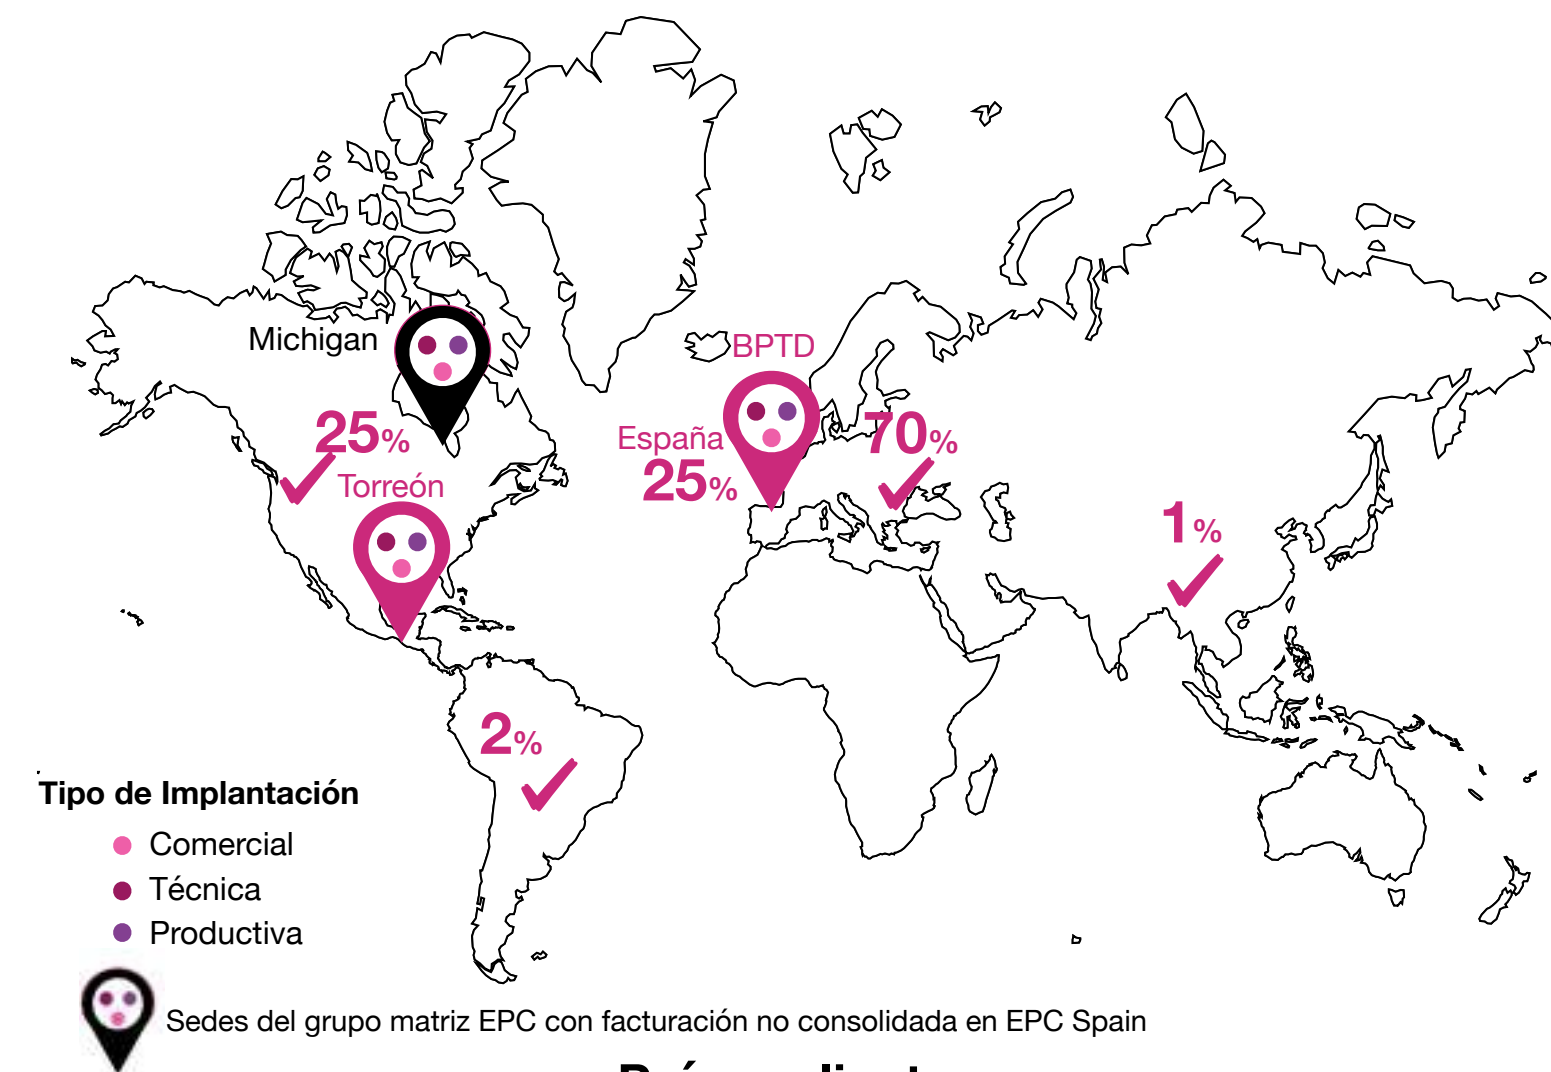 Michigan
BPTD
25%
70%
España
25%
Torreón
1%
2%
Tipo de Implantación
Comercial
Técnica
Productiva
Sedes del grupo matriz EPC con facturación no consolidada en EPC Spain